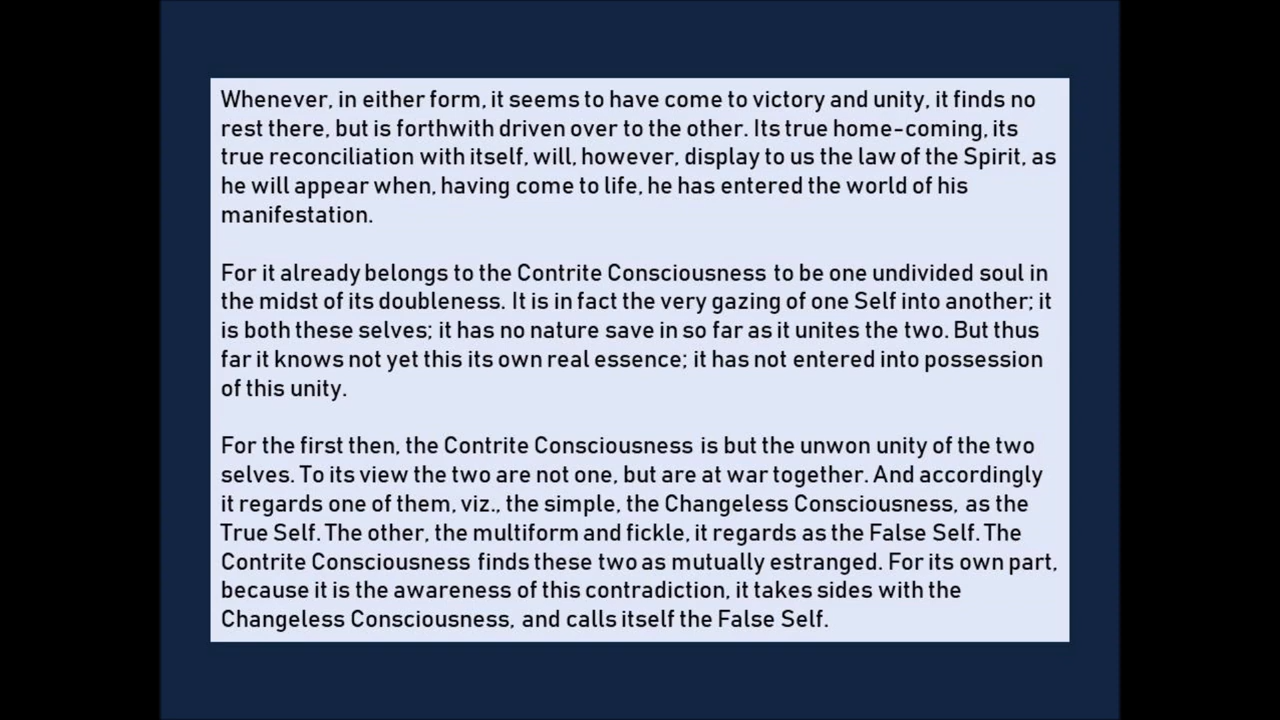 Whenever, in either form, it seems to have come to victory and unity, it finds no
rest there, but is forthwith driven over to the other. Its true home-coming, its
true reconciliation with itself, will, however, display to us the law of the Spirit, as
he will appear when, having come to life, he has entered the world of his
manifestation.
For it already belongs to the Contrite Consciousness to be one undivided soul in
the midst of its doubleness. It is in fact the very gazing of one Self into another; it
is both these selves; it has no nature save in so far as it unites the two. But thus
far it knows not yet this its own real essence; it has not entered into possession
of this unity.
For the first then, the Contrite Consciousness is but the unwon unity of the two
selves. To its view the two are not one, but are at war together. And accordingly
it regards one of them, viz., the simple, the Changeless Consciousness, as the
True Self. The other, the multiform and fickle, it regards as the False Self. The
Contrite Consciousness finds these two as mutually estranged. For its own part,
because it is the awareness of this contradiction, it takes sides with the
Changeless Consciousness, and calls itself the False Self.